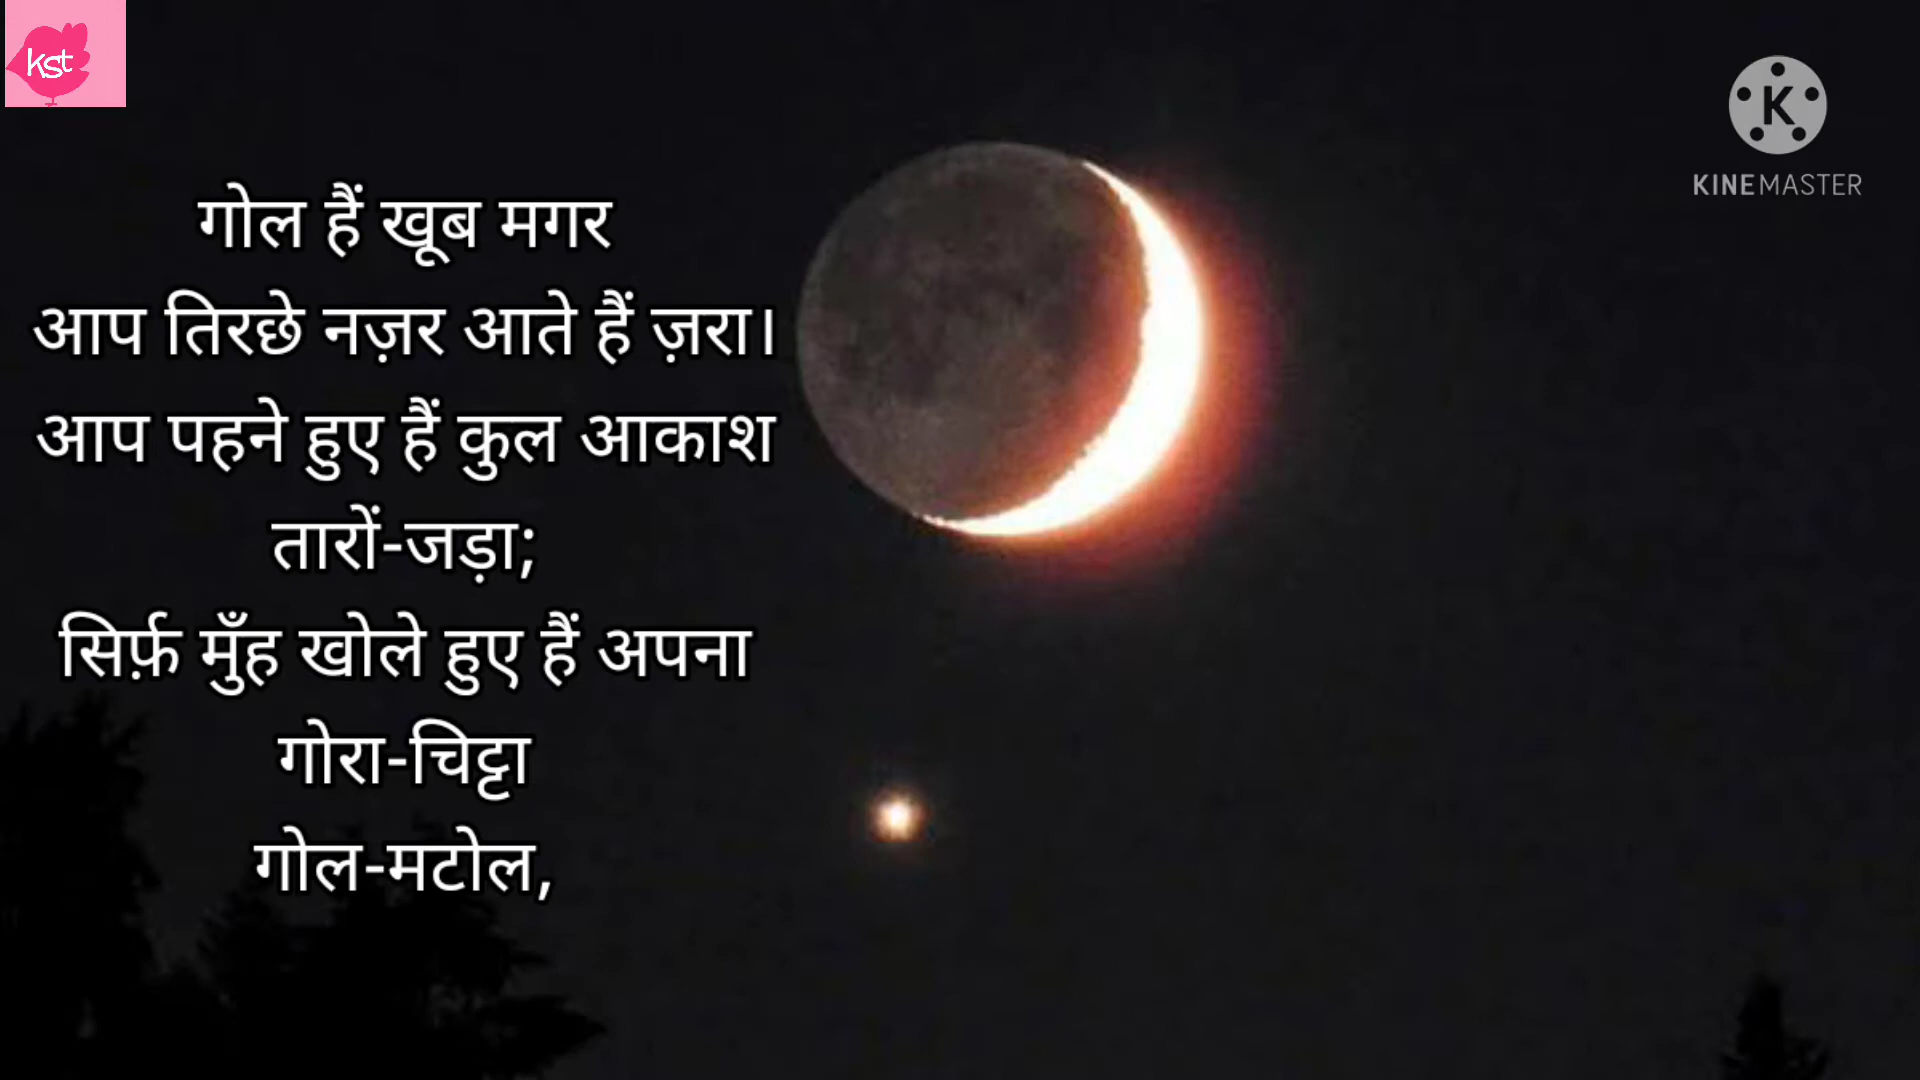 kst
K
KINEMASTER
गोल हैं खूब मगर
आप तिरछे नज़र आते हैं ज़रा।
आप पहने हुए हैं कुल आकाश
तारों-जड़ा;
सिर्फ़ मुँह खोले हुए हैं अपना
गोरा-चिट्टा
गोल-मटोल,